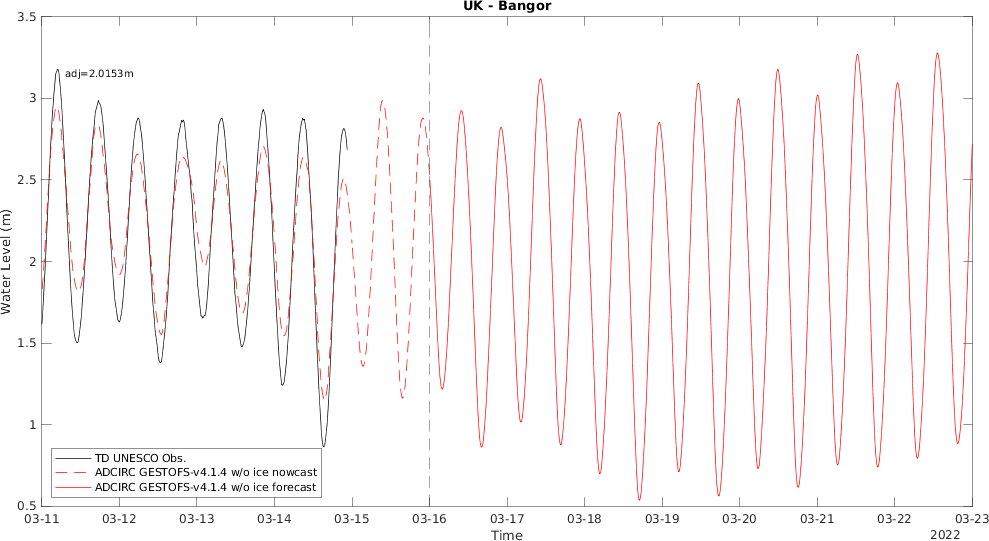 UK - Bangor
adj=2.0153m
3.5
3
2.5
2
1.5
1
0.5
Water Level (m)
TD UNESCO Obs.
ADCIRC GESTOFS-v4.1.4 w/o ice nowcast
ADCIRC GESTOFS-v4.1.4 w/o ice forecast
03-11 03-12 03-13 03-14 03-15 03-16 03-17 03-18 03-19 03-20 03-21 03-22 03-23
Time
2022